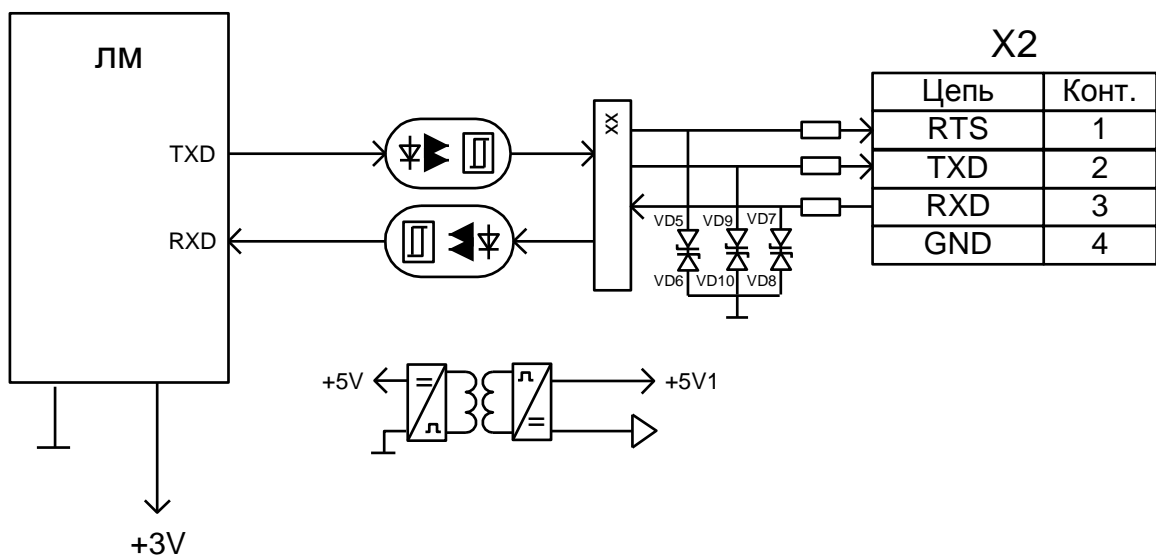 ЛМ
TXD
RXD
+3V
XX
VD5
VD9
VD7
VD6
VD10
VD8
X2
Цепь Конт.
RTS 1
TXD 2
RXD 3
GND 4
+5V
+5V1